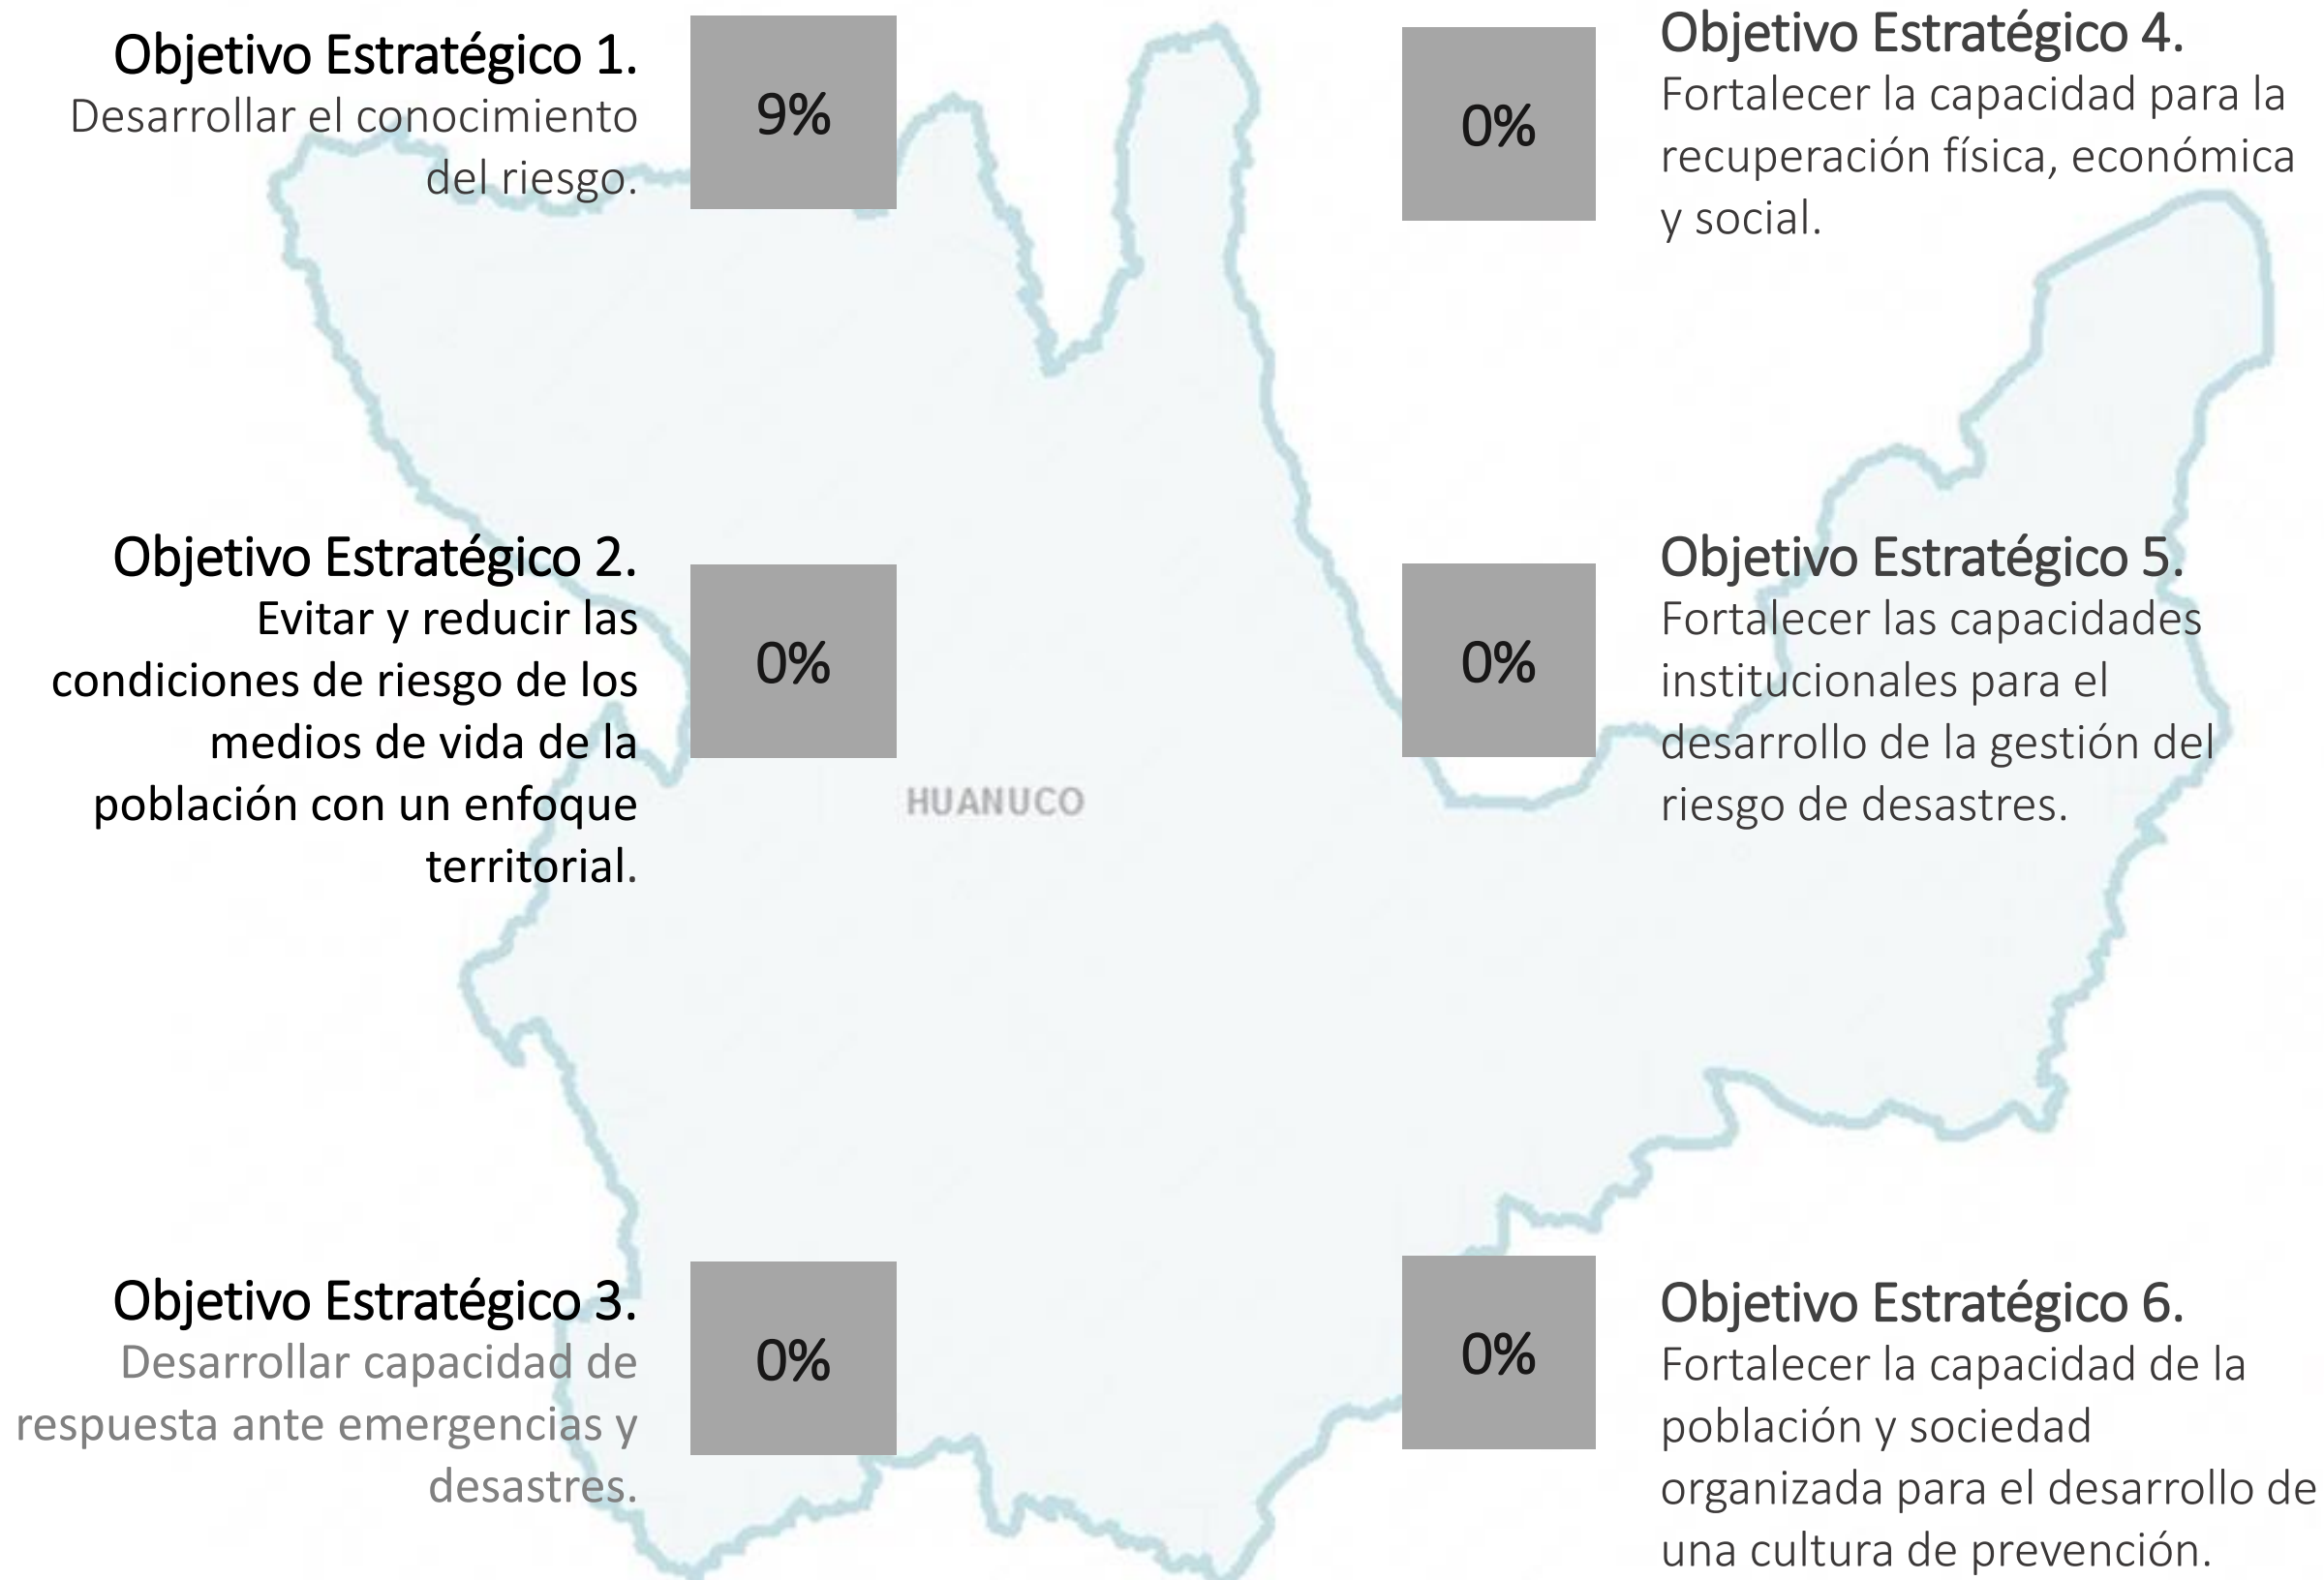 Objetivo Estratégico 1.
Desarrollar el conocimiento
del riesgo.
9%
Objetivo Estratégico 2.
Evitar y reducir las
condiciones de riesgo de los
medios de vida de la
población con un enfoque
territorial.
0%
Objetivo Estratégico 3.
Desarrollar capacidad de
respuesta ante emergencias y
desastres.
0%
HUANUCO
0%
Objetivo Estratégico 4.
Fortalecer la capacidad para la
recuperación física, económica
y social.
0%
Objetivo Estratégico 5.
Fortalecer las capacidades
institucionales para el
desarrollo de la gestión del
riesgo de desastres.
0%
Objetivo Estratégico 6.
Fortalecer la capacidad de la
población y sociedad
organizada para el desarrollo de
una cultura de prevención.